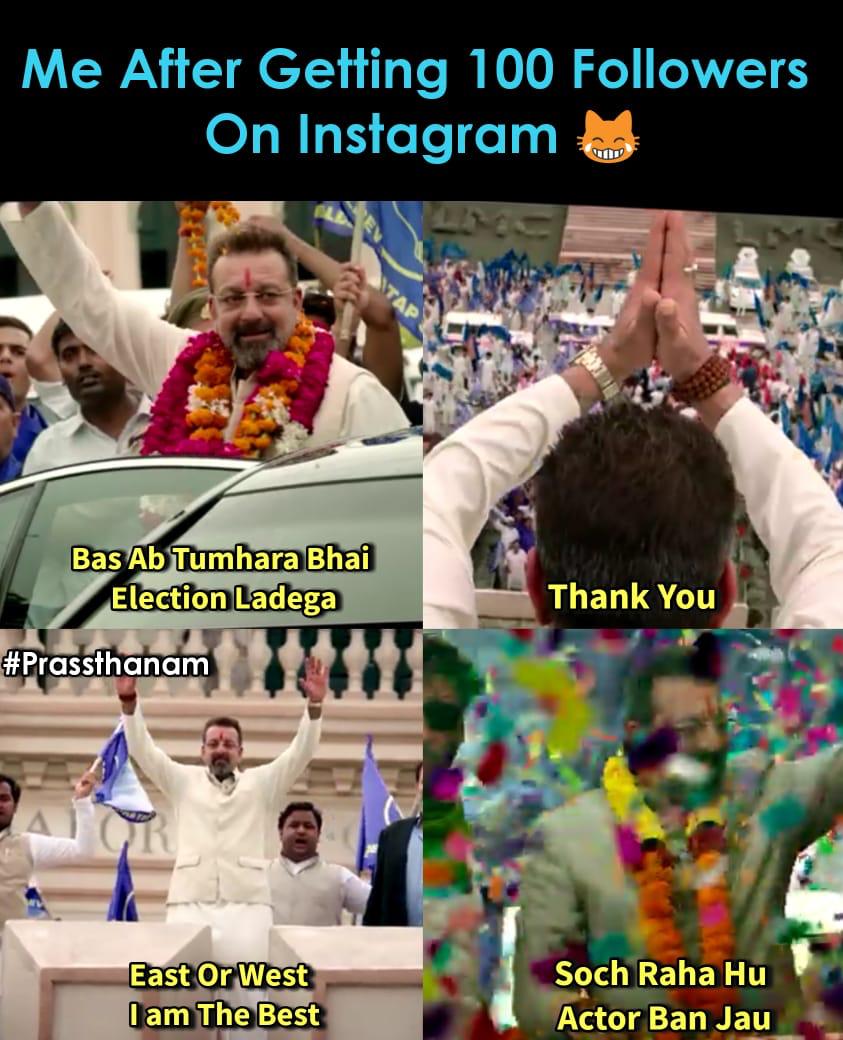 Me After Getting 100 Followers
On Instagram 😹
Bas Ab Tumhara Bhai
Election Ladega
Thank You
#Prassthanam
East Or West
I am The Best
Soch Raha Hu
Actor Ban Jau